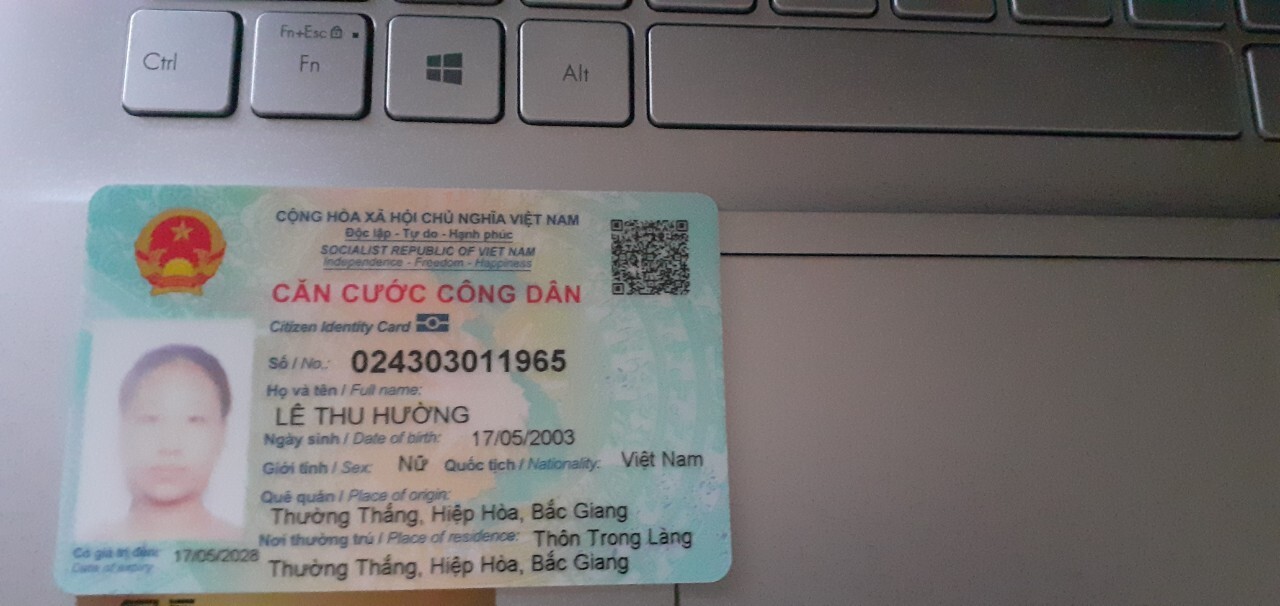 Ctrl
Fn+Esc
Fn
Alt
CỘNG HÒA XÃ HỘI CHỦ NGHĨA VIỆT NAM
Độc lập - Tự do - Hạnh phúc
SOCIALIST REPUBLIC OF VIET NAM
Independence - Freedom - Happiness
CĂN CƯỚC CÔNG DÂN
Citizen Identity Card
Số / No.: 024303011965
Họ và tên / Full name:
LÊ THU HƯỜNG
Ngày sinh / Date of birth: 17/05/2003
Giới tính / Sex: Nữ Quốc tịch / Nationality: Việt Nam
Quê quán / Place of origin:
Thường Thắng, Hiệp Hòa, Bắc Giang
Nơi thường trú / Place of residence: Thôn Trong Làng
Thường Thắng, Hiệp Hòa, Bắc Giang
Có giá trị đến: 17/05/2028
Date of expiry